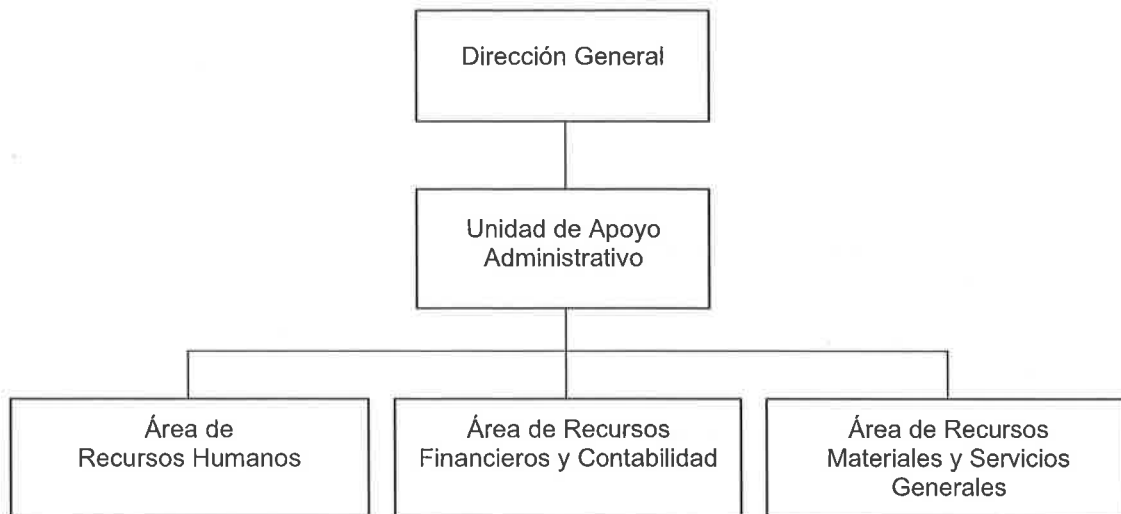 Dirección General
Unidad de Apoyo
Administrativo
Área de
Recursos Humanos
Área de Recursos
Financieros y Contabilidad
Área de Recursos
Materiales y Servicios
Generales